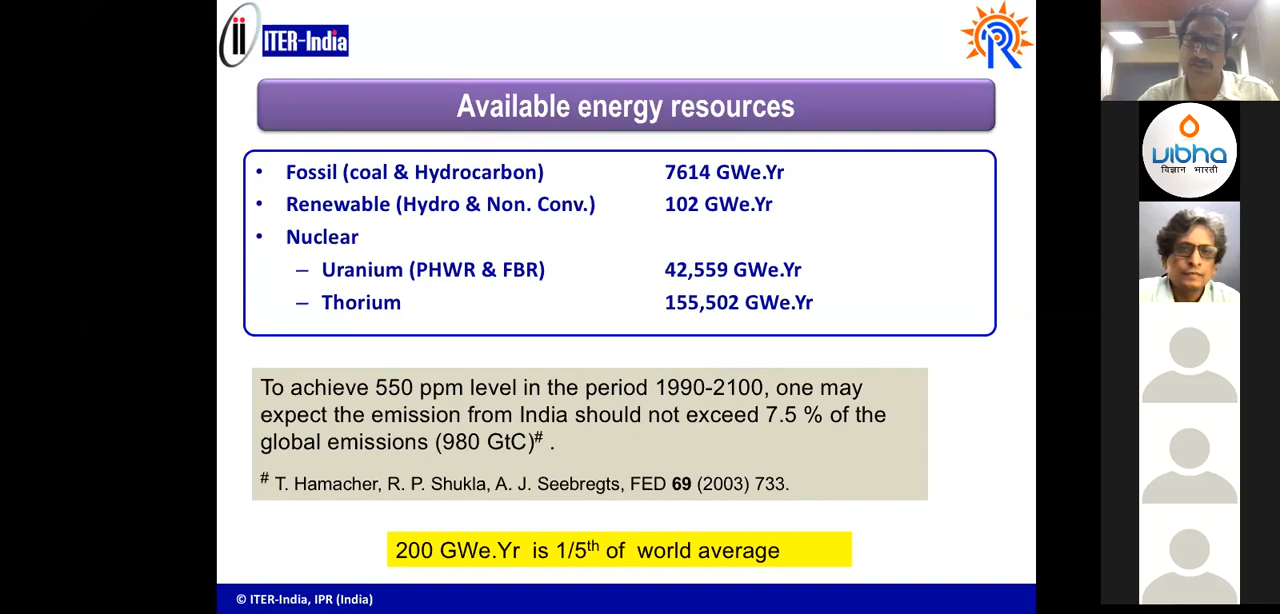 ITER-India
Available energy resources
• Fossil (coal & Hydrocarbon) 7614 GWe.Yr
• Renewable (Hydro & Non. Conv.) 102 GWe.Yr
• Nuclear
– Uranium (PHWR & FBR) 42,559 GWe.Yr
– Thorium 155,502 GWe.Yr
To achieve 550 ppm level in the period 1990-2100, one may
expect the emission from India should not exceed 7.5 % of the
global emissions (980 GtC)# .
# T. Hamacher, R. P. Shukla, A. J. Seebregts, FED 69 (2003) 733.
200 GWe.Yr is 1/5th of world average
© ITER-India, IPR (India)
vibha
विज्ञान भारती